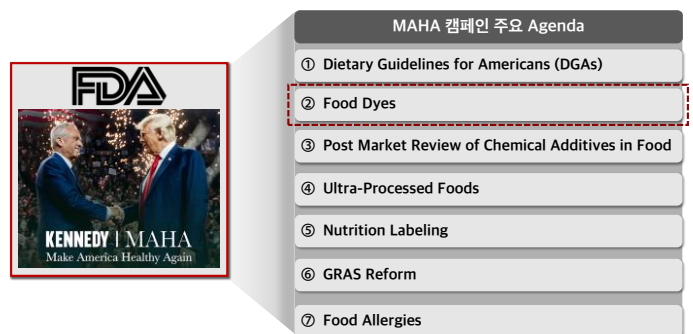 FDA
KENNEDY | MAHA
Make America Healthy Again
MAHA 캠페인 주요 Agenda
① Dietary Guidelines for Americans (DGAs)
② Food Dyes
③ Post Market Review of Chemical Additives in Food
④ Ultra-Processed Foods
⑤ Nutrition Labeling
⑥ GRAS Reform
⑦ Food Allergies